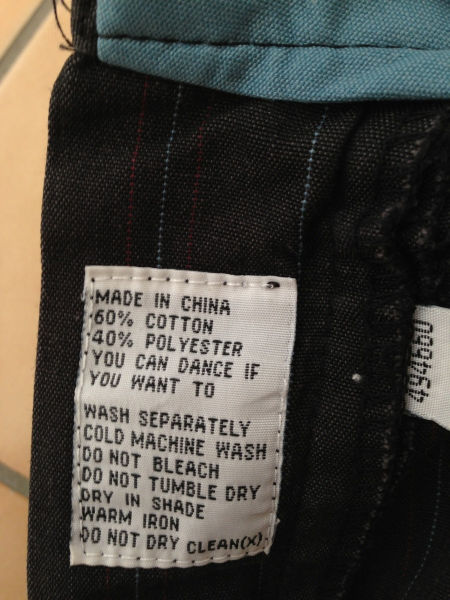 MADE IN CHINA
60% COTTON
40% POLYESTER
YOU CAN DANCE IF
YOU WANT TO
WASH SEPARATELY
COLD MACHINE WASH
DO NOT BLEACH
DO NOT TUMBLE DRY
DRY IN SHADE
WARM IRON
DO NOT DRY CLEAN(X)